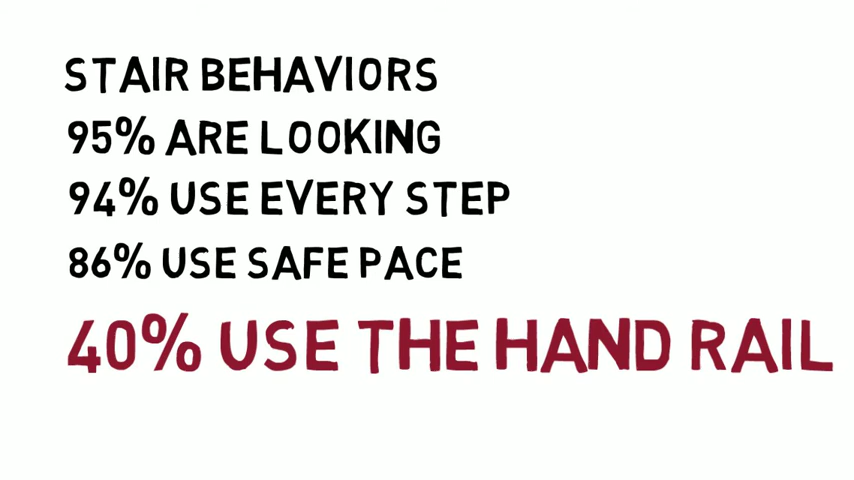 STAIR BEHAVIORS
95% ARE LOOKING
94% USE EVERY STEP
86% USE SAFE PACE
40% USE THE HAND RAIL